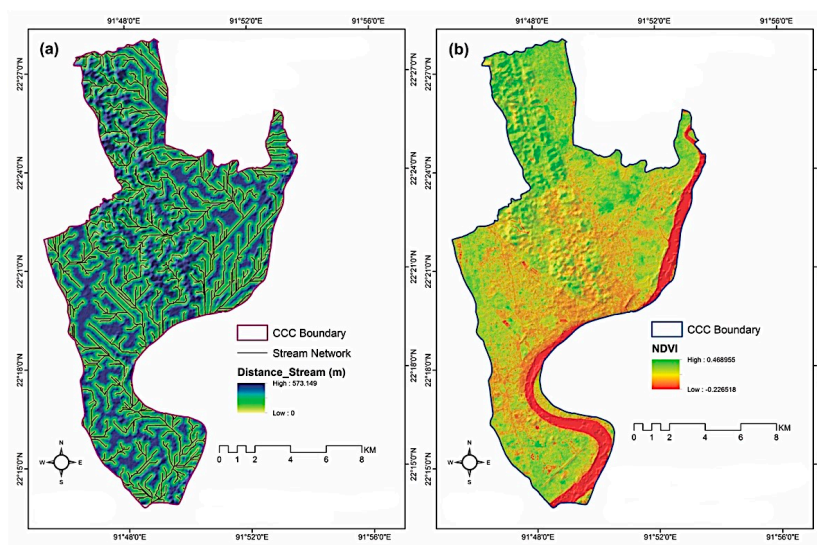 91°48'0"E 91°52'0"E 91°56'0"E
(a)
22°27'0"N
22°24'0"N
22°21'0"N
22°18'0"N
22°15'0"N
CCC Boundary
Stream Network
Distance_Stream (m)
High : 573.149
Low : 0
N
W E
S
0 1 2 4 6 8
KM
91°48'0"E 91°52'0"E 91°56'0"E
91°48'0"E 91°52'0"E 91°56'0"E
(b)
22°27'0"N
22°24'0"N
22°21'0"N
22°18'0"N
22°15'0"N
CCC Boundary
NDVI
High : 0.468955
Low : -0.226518
N
W E
S
0 1 2 4 6 8
KM
91°48'0"E 91°52'0"E 91°56'0"E